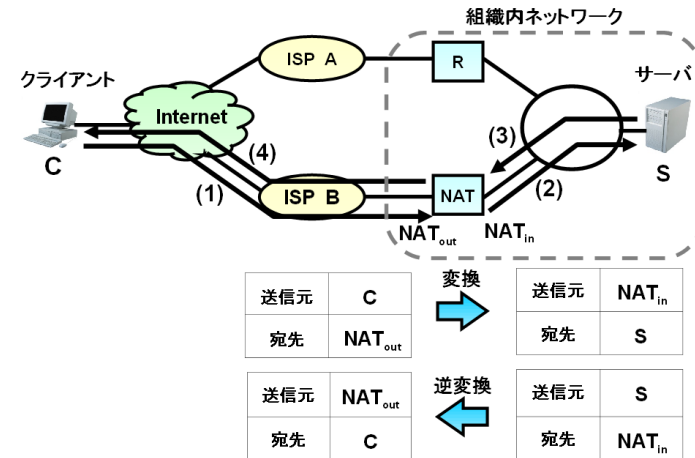 組織内ネットワーク
ISP A
R
クライアント
サーバ
Internet
(3)
C
(4)
S
(1)
ISP B
NAT
(2)
NATout
NATin
送信元 C
宛先 NATout
変換
送信元 NATin
宛先 S
送信元 NATout
宛先 C
逆変換
送信元 S
宛先 NATin